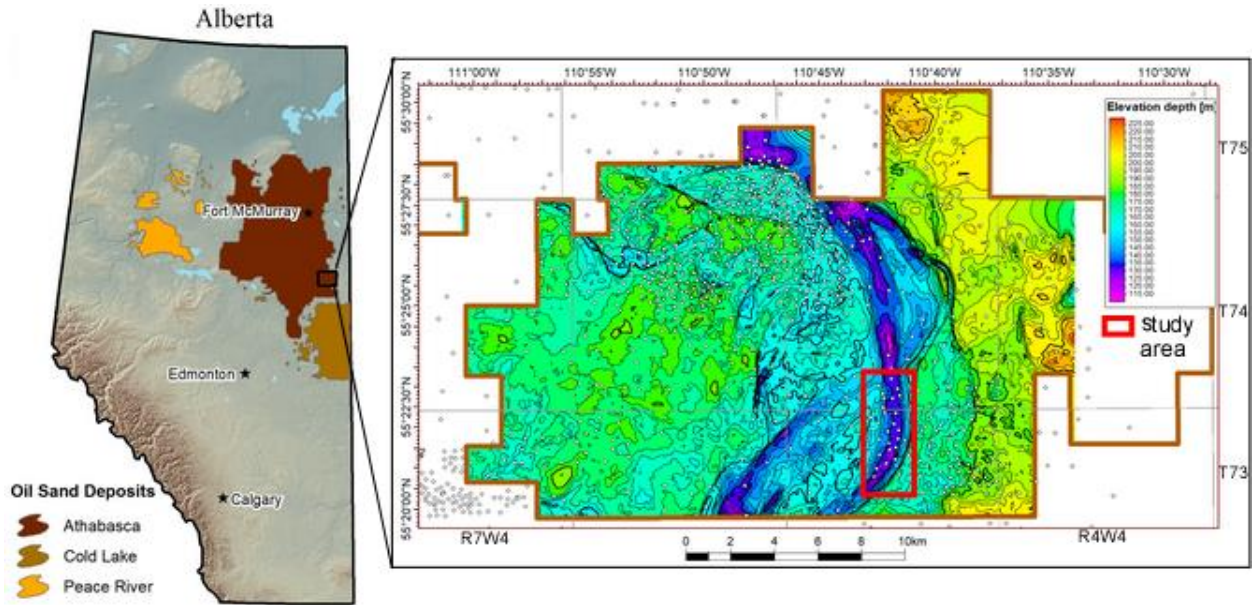 Alberta
Fort McMurray
Edmonton
Calgary
Oil Sand Deposits
Athabasca
Cold Lake
Peace River
111°00'W 110°55'W 110°50'W 110°45'W 110°40'W 110°35'W 110°30'W
55°30'00"N
55°27'30"N
55°25'00"N
55°22'30"N
55°20'00"N
Elevation depth [m]
225.00
220.00
215.00
210.00
205.00
200.00
195.00
190.00
185.00
180.00
175.00
170.00
165.00
160.00
155.00
150.00
145.00
140.00
135.00
130.00
125.00
120.00
115.00
110.00
study
area
T75
T74
T73
R7W4
R4W4
0 2 4 6 8 10km